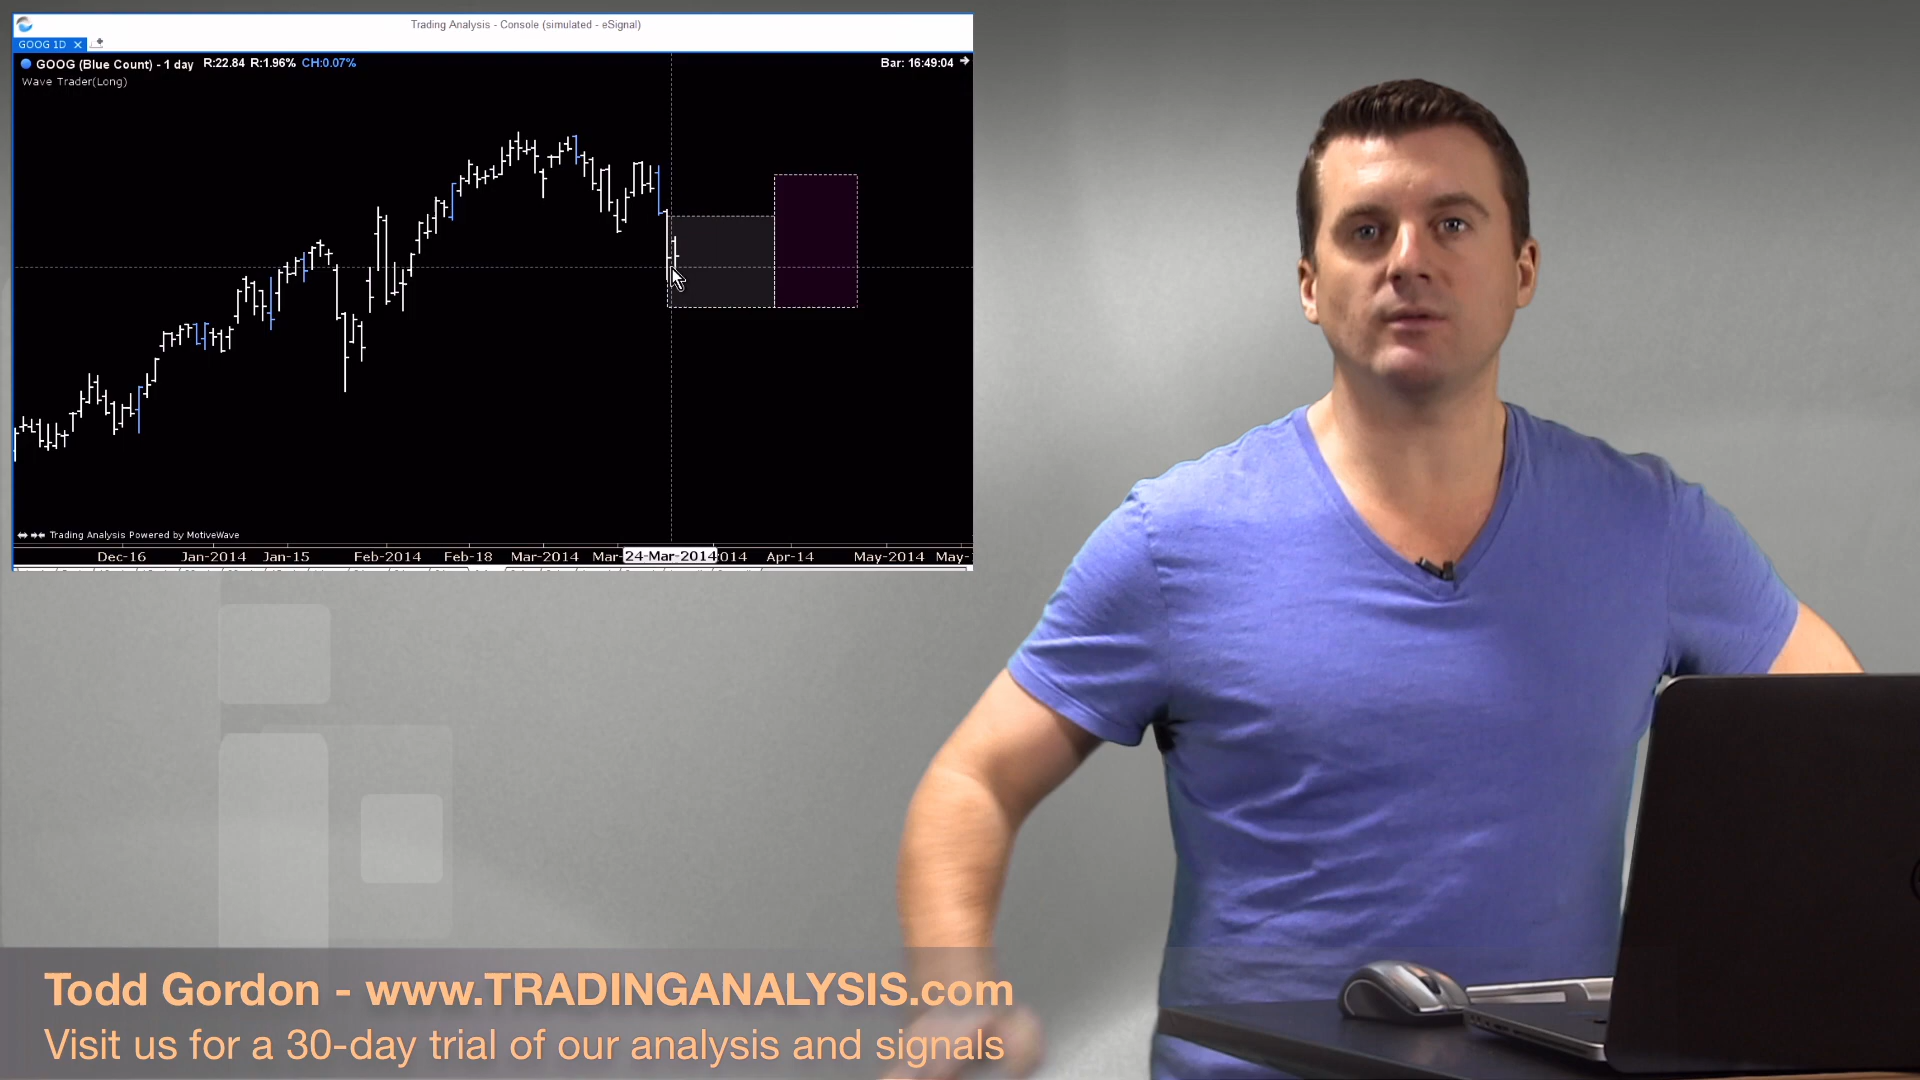 Trading Analysis - Console (simulated - eSignal)
GOOG 1D
GOOG (Blue Count) - 1 day R:22.84 R:1.96% CH:0.07% Bar: 16:49:04
Wave Trader(Long)
Trading Analysis Powered by MotiveWave
Dec-16 Jan-2014 Jan-15 Feb-2014 Feb-18 Mar-2014 Mar- 24-Mar-2014 014 Apr-14 May-2014 May-
Todd Gordon - www.TRADINGANALYSIS.com
Visit us for a 30-day trial of our analysis and signals